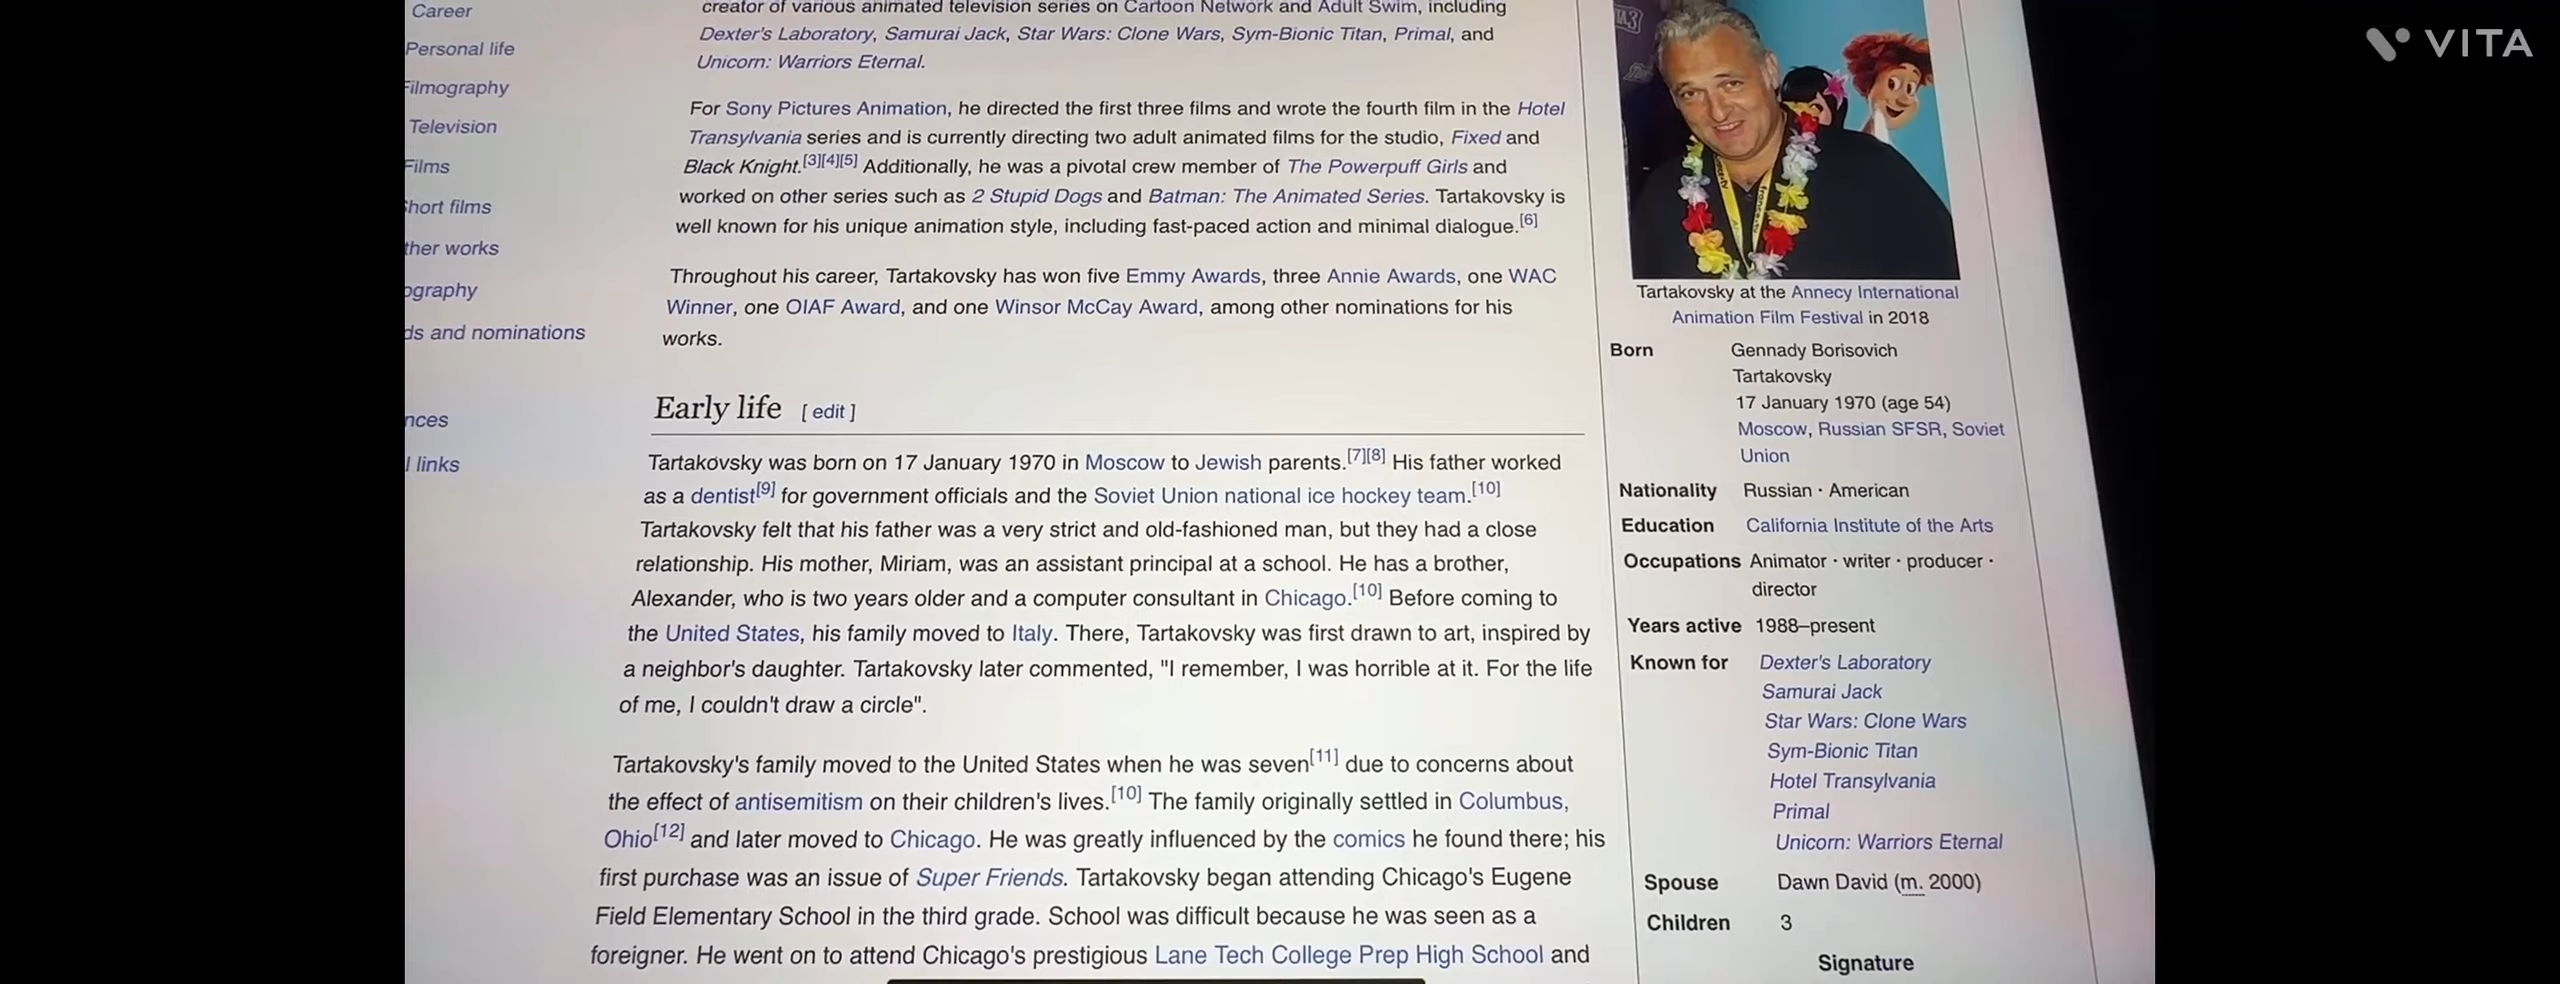 Career
Personal life
Filmography
Television
Films
Short films
ther works
ography
ds and nominations
nces
l links
creator of various animated television series on Cartoon Network and Adult Swim, including
Dexter's Laboratory, Samurai Jack, Star Wars: Clone Wars, Sym-Bionic Titan, Primal, and
Unicorn: Warriors Eternal.
For Sony Pictures Animation, he directed the first three films and wrote the fourth film in the Hotel
Transylvania series and is currently directing two adult animated films for the studio, Fixed and
Black Knight.[3][4][5] Additionally, he was a pivotal crew member of The Powerpuff Girls and
worked on other series such as 2 Stupid Dogs and Batman: The Animated Series. Tartakovsky is
well known for his unique animation style, including fast-paced action and minimal dialogue.[6]
Throughout his career, Tartakovsky has won five Emmy Awards, three Annie Awards, one WAC
Winner, one OIAF Award, and one Winsor McCay Award, among other nominations for his
works.
Early life [ edit ]
Tartakovsky was born on 17 January 1970 in Moscow to Jewish parents.[7][8] His father worked
as a dentist[9] for government officials and the Soviet Union national ice hockey team.[10]
Tartakovsky felt that his father was a very strict and old-fashioned man, but they had a close
relationship. His mother, Miriam, was an assistant principal at a school. He has a brother,
Alexander, who is two years older and a computer consultant in Chicago.[10] Before coming to
the United States, his family moved to Italy. There, Tartakovsky was first drawn to art, inspired by
a neighbor's daughter. Tartakovsky later commented, "I remember, I was horrible at it. For the life
of me, I couldn't draw a circle".
Tartakovsky's family moved to the United States when he was seven[11] due to concerns about
the effect of antisemitism on their children's lives.[10] The family originally settled in Columbus,
Ohio[12] and later moved to Chicago. He was greatly influenced by the comics he found there; his
first purchase was an issue of Super Friends. Tartakovsky began attending Chicago's Eugene
Field Elementary School in the third grade. School was difficult because he was seen as a
foreigner. He went on to attend Chicago's prestigious Lane Tech College Prep High School and
Tartakovsky at the Annecy International
Animation Film Festival in 2018
Born Gennady Borisovich
Tartakovsky
17 January 1970 (age 54)
Moscow, Russian SFSR, Soviet
Union
Nationality Russian · American
Education California Institute of the Arts
Occupations Animator · writer · producer ·
director
Years active 1988–present
Known for Dexter's Laboratory
Samurai Jack
Star Wars: Clone Wars
Sym-Bionic Titan
Hotel Transylvania
Primal
Unicorn: Warriors Eternal
Spouse Dawn David (m. 2000)
Children 3
Signature
VITA